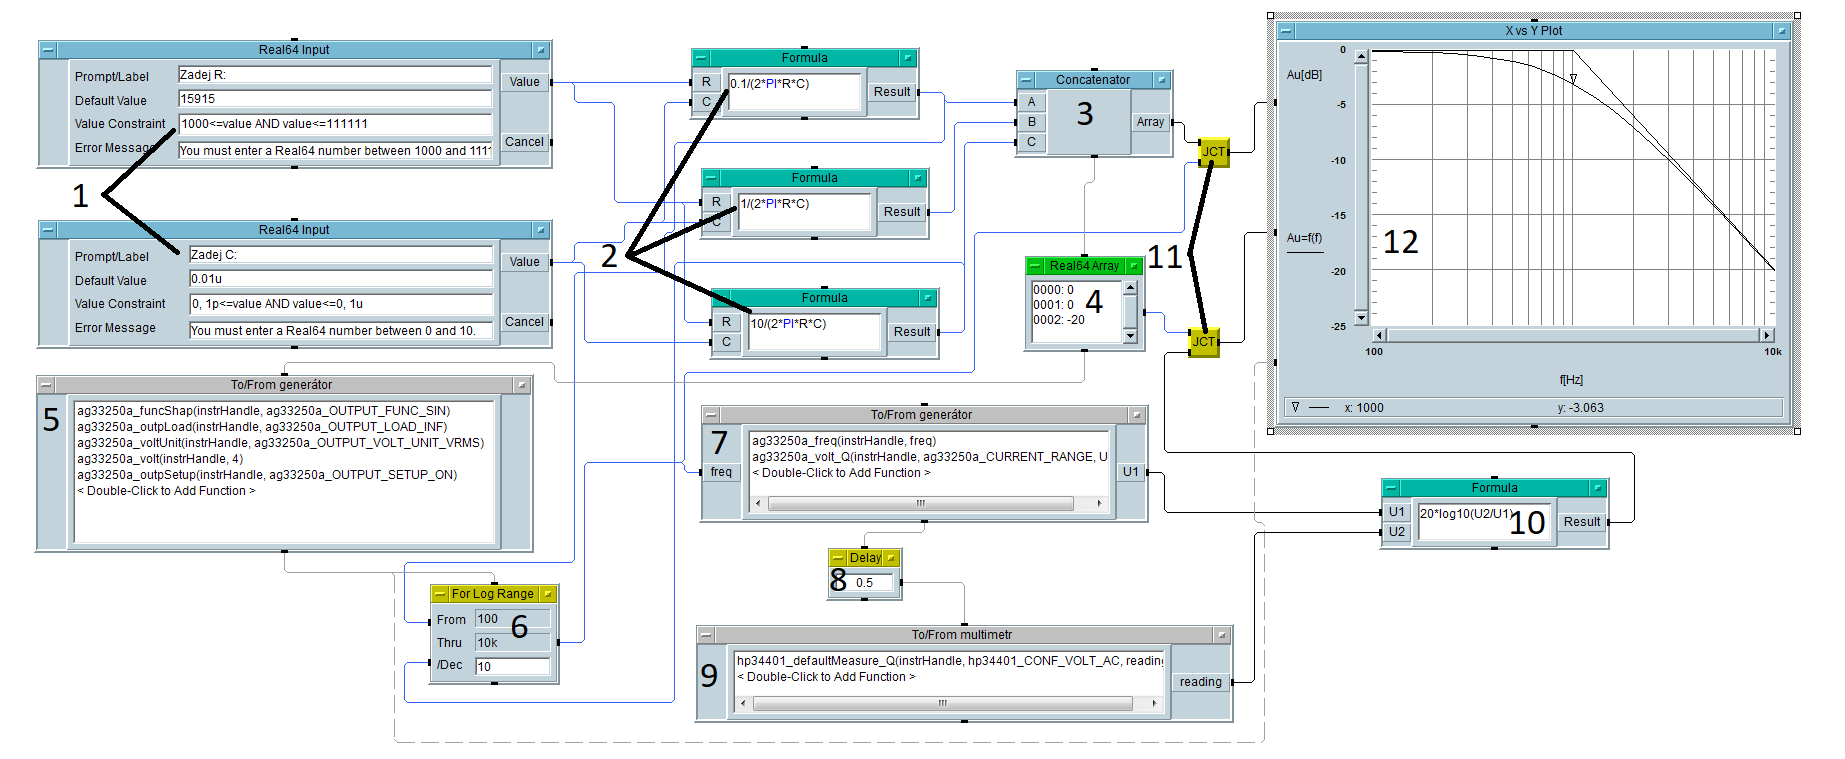 Real64 Input
Prompt/Label
Zadej R:
Value
Default Value
15915
Value Constraint
1000<=value AND value<=111111
Error Message
You must enter a Real64 number between 1000 and 111
Cancel
1
Real64 Input
Prompt/Label
Zadej C:
Value
Default Value
0.01u
Value Constraint
0, 1p<=value AND value<=0, 1u
Error Message
You must enter a Real64 number between 0 and 10.
Cancel
Formula
R
C
0.1/(2*PI*R*C)
Result
Formula
R
C
1/(2*PI*R*C)
Result
2
Formula
R
C
10/(2*PI*R*C)
Result
Concatenator
A
B
C
3
Array
Real64 Array
0000: 0
0001: 0
0002: -20
4
JCT
11
JCT
X vs Y Plot
Au[dB]
Au=f(f)
0
-5
-10
-15
-20
-25
12
100
10k
f[Hz]
x: 1000
y: -3.063
To/From generátor
5
ag33250a_funcShap(instrHandle, ag33250a_OUTPUT_FUNC_SIN)
ag33250a_outpLoad(instrHandle, ag33250a_OUTPUT_LOAD_INF)
ag33250a_voltUnit(instrHandle, ag33250a_OUTPUT_VOLT_UNIT_VRMS)
ag33250a_volt(instrHandle, 4)
ag33250a_outpSetup(instrHandle, ag33250a_OUTPUT_SETUP_ON)
< Double-Click to Add Function >
For Log Range
From
100
Thru
10k
/Dec
10
6
To/From generátor
7
freq
ag33250a_freq(instrHandle, freq)
ag33250a_volt_Q(instrHandle, ag33250a_CURRENT_RANGE, U
< Double-Click to Add Function >
U1
Delay
8
0.5
To/From multimetr
9
hp34401_defaultMeasure_Q(instrHandle, hp34401_CONF_VOLT_AC, reading
< Double-Click to Add Function >
reading
Formula
U1
U2
20*log10(U2/U1)
10
Result